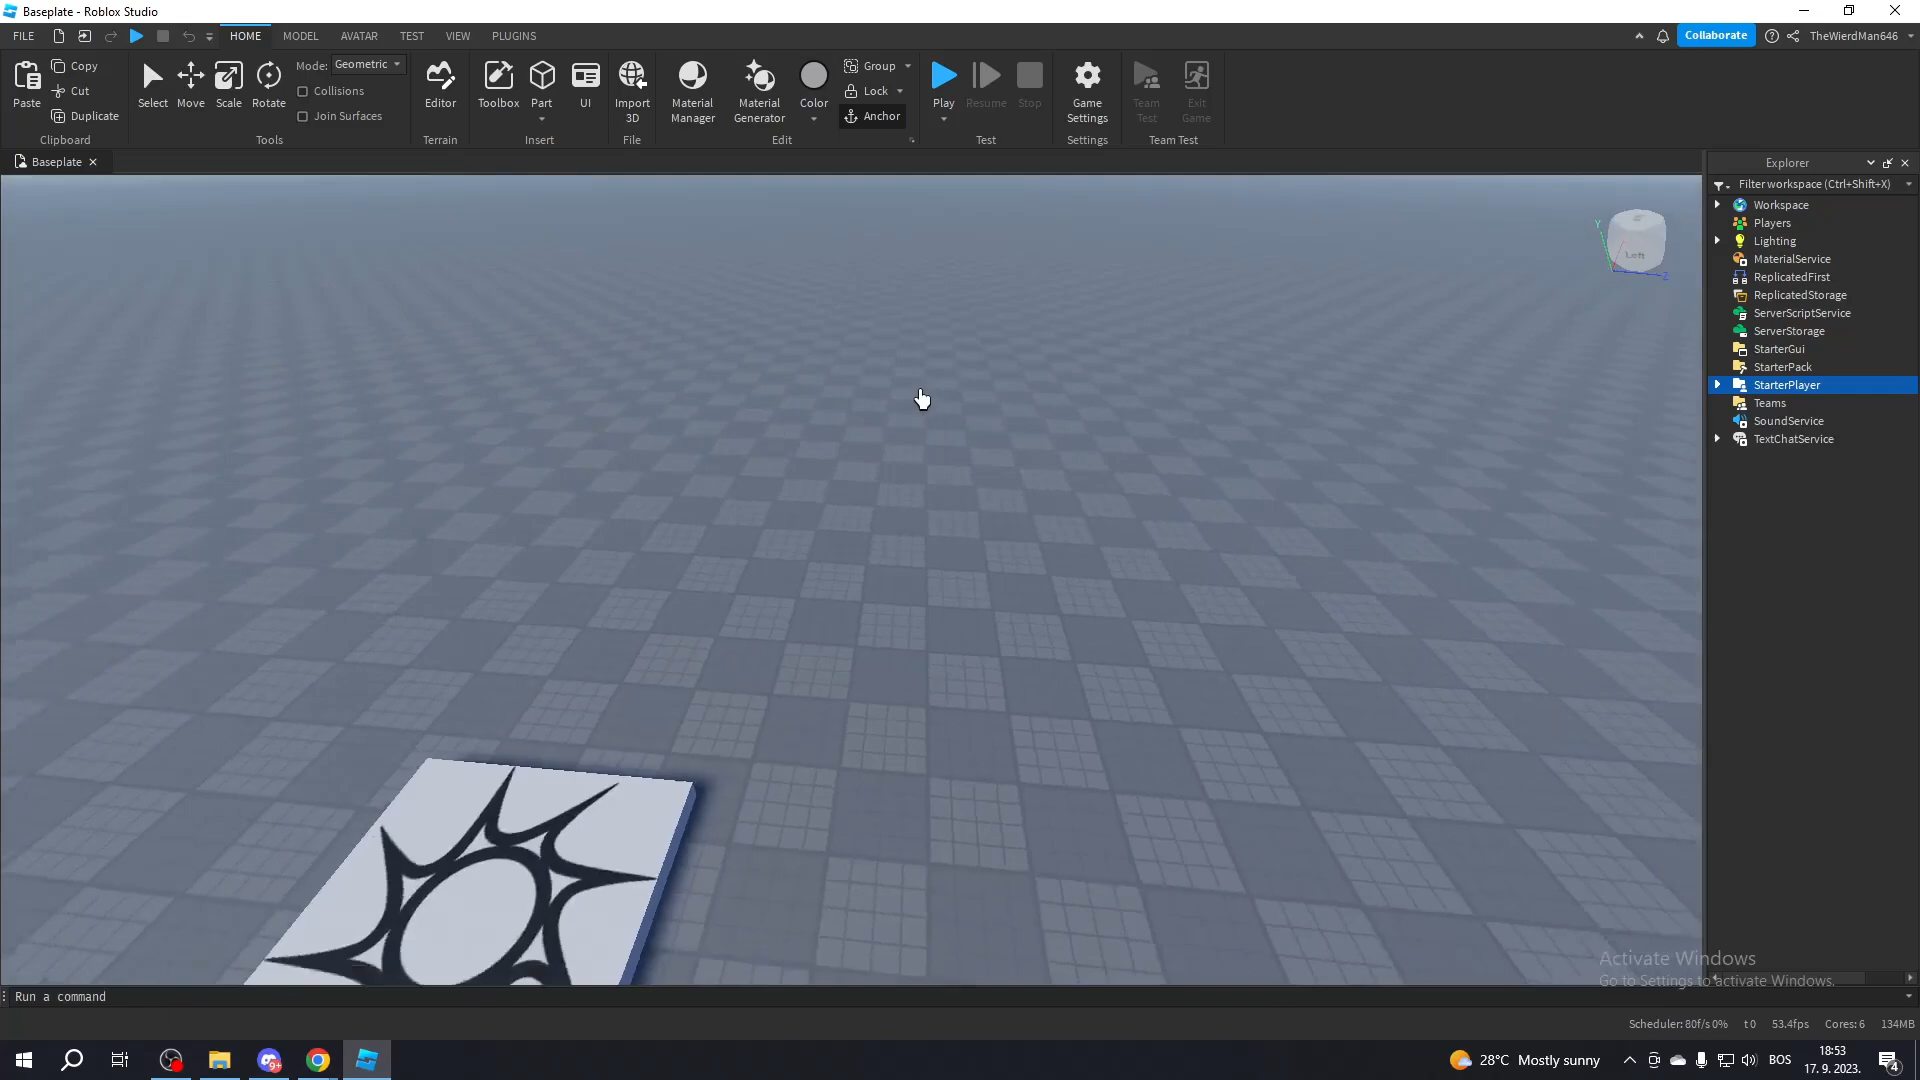 Baseplate - Roblox Studio
FILE
HOME
MODEL
AVATAR
TEST
VIEW
PLUGINS
Collaborate
TheWierdMan646
Paste
Copy
Cut
Duplicate
Clipboard
Select
Move
Scale
Rotate
Mode: Geometric
Collisions
Join Surfaces
Tools
Editor
Terrain
Toolbox
Part
UI
Insert
Import
3D
File
Material
Manager
Material
Generator
Color
Group
Lock
Anchor
Edit
Play
Resume
Stop
Test
Game
Settings
Settings
Team
Test
Exit
Game
Team Test
Baseplate
Explorer
Filter workspace (Ctrl+Shift+X)
Workspace
Players
Lighting
MaterialService
ReplicatedFirst
ReplicatedStorage
ServerScriptService
ServerStorage
StarterGui
StarterPack
StarterPlayer
Teams
SoundService
TextChatService
Y
Left
Z
Activate Windows
Go to Settings to activate Windows.
Run a command
Scheduler: 80f/s 0%
t 0
53.4fps
Cores: 6
134MB
9+
28°C Mostly sunny
BOS
18:53
17. 9. 2023.
4